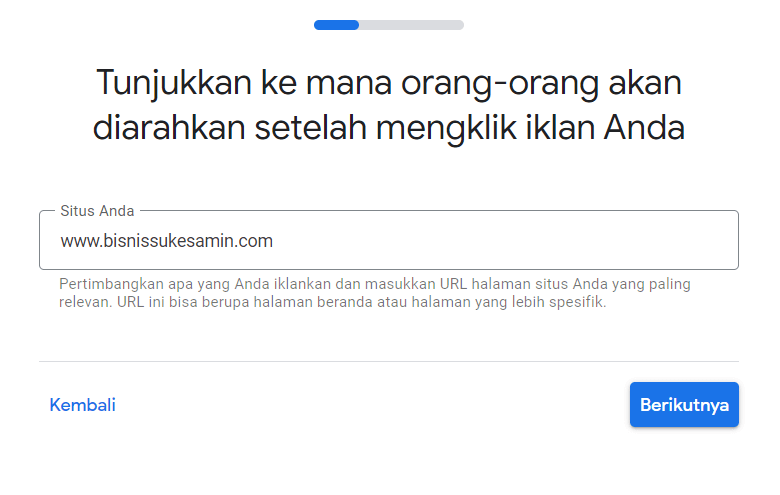 Tunjukkan ke mana orang-orang akan
diarahkan setelah mengklik iklan Anda
Situs Anda
www.bisnissukesamin.com
Pertimbangkan apa yang Anda iklankan dan masukkan URL halaman situs Anda yang paling
relevan. URL ini bisa berupa halaman beranda atau halaman yang lebih spesifik.
Kembali
Berikutnya